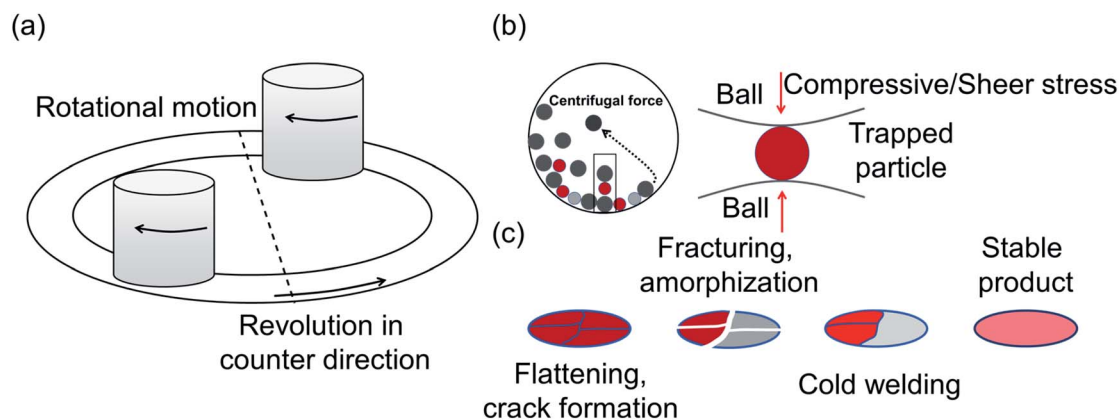 (a)
Rotational motion
Revolution in
counter direction
(b)
Centrifugal force
Ball
Compressive/Sheer stress
Trapped
particle
Ball
(c)
Fracturing,
amorphization
Stable
product
Flattening,
crack formation
Cold welding